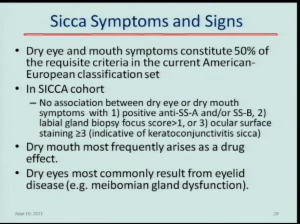 Sicca Symptoms and Signs
• Dry eye and mouth symptoms constitute 50% of
the requisite criteria in the current American-
European classification set
• In SICCA cohort
– No association between dry eye or dry mouth
symptoms with 1) positive anti-SS-A and/or SS-B, 2)
labial gland biopsy focus score>1, or 3) ocular surface
staining ≥3 (indicative of keratoconjunctivitis sicca)
• Dry mouth most frequently arises as a drug
effect.
• Dry eyes most commonly result from eyelid
disease (e.g. meibomian gland dysfunction).